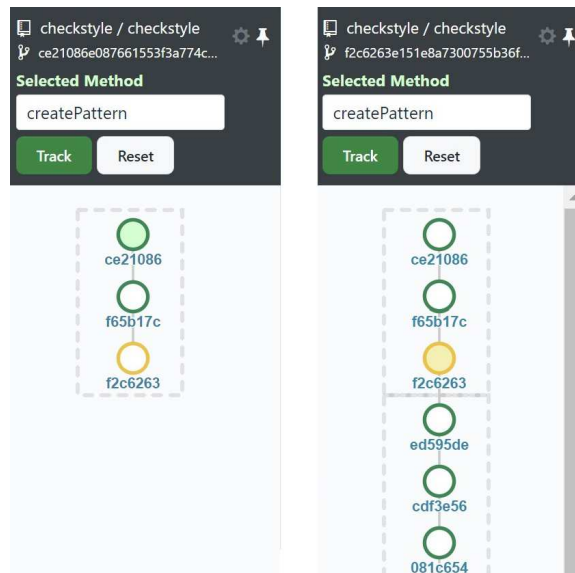 checkstyle / checkstyle
ce21086e087661553f3a774c...
Selected Method
createPattern
Track Reset
ce21086
f65b17c
f2c6263
checkstyle / checkstyle
f2c6263e151e8a7300755b36f...
Selected Method
createPattern
Track Reset
ce21086
f65b17c
f2c6263
ed595de
cdf3e56
081c654